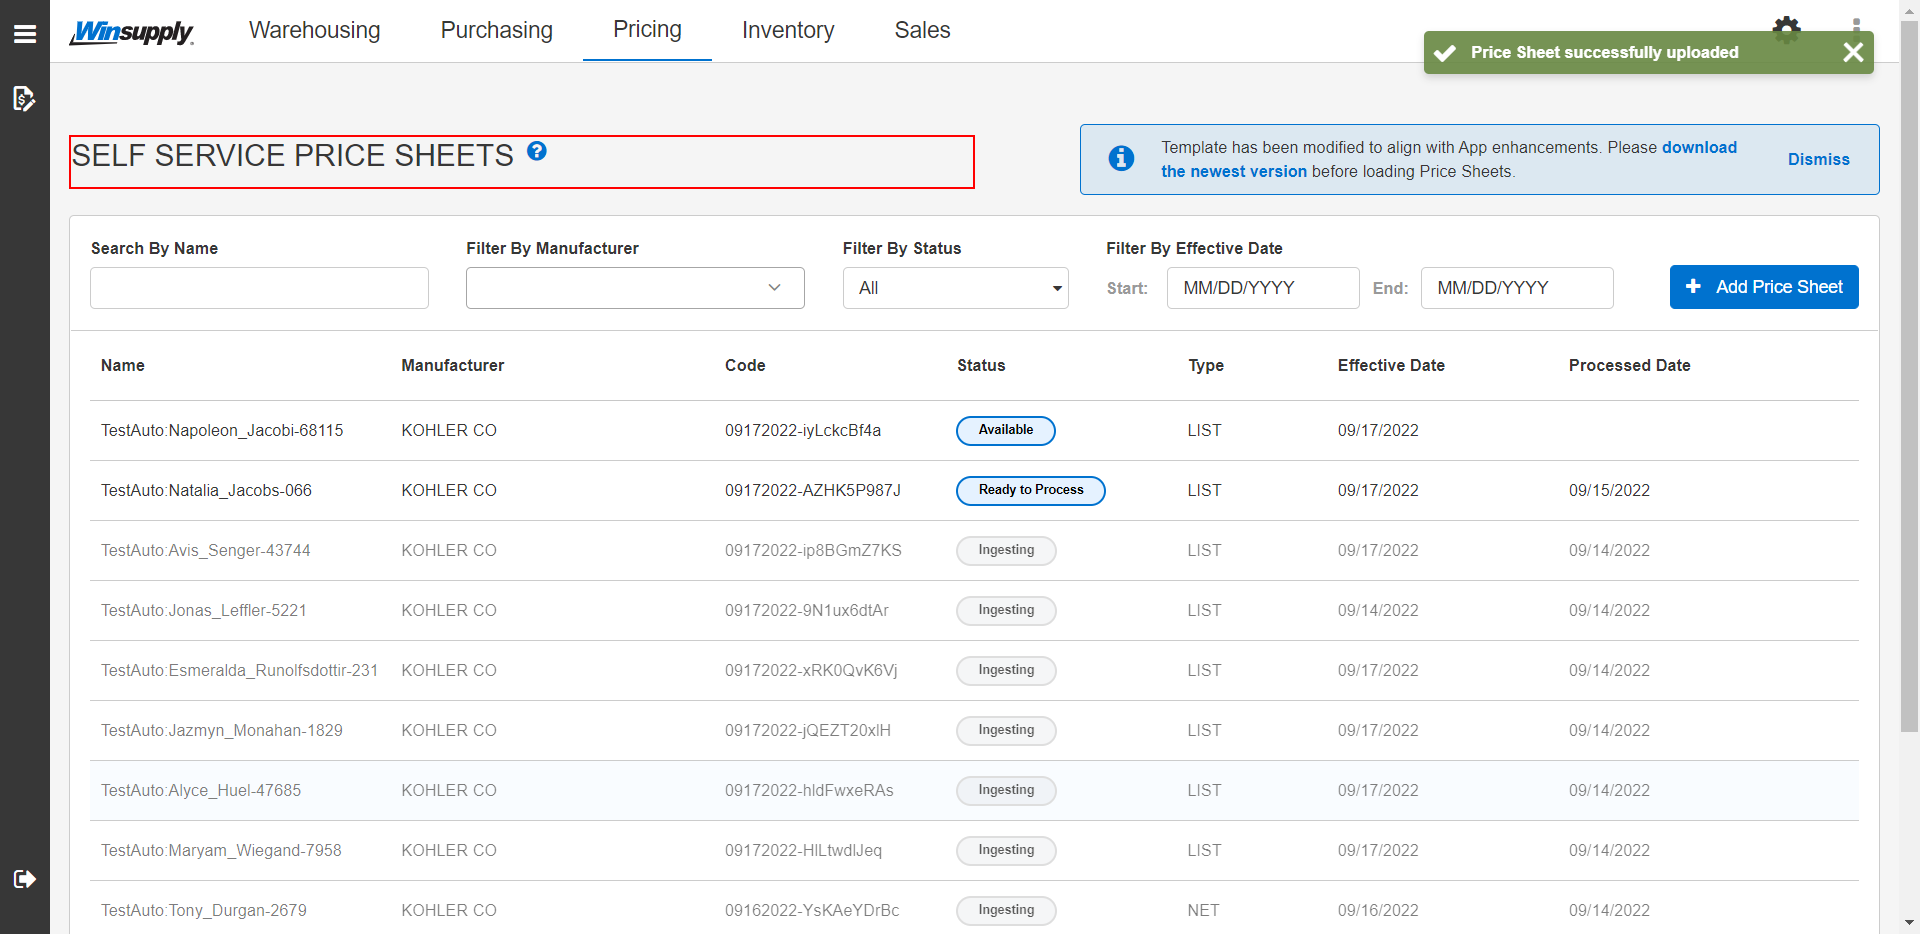 Winsupply Warehousing Purchasing Pricing Inventory Sales
Price Sheet successfully uploaded
SELF SERVICE PRICE SHEETS
Template has been modified to align with App enhancements. Please download
the newest version before loading Price Sheets.
Dismiss
Search By Name Filter By Manufacturer Filter By Status Filter By Effective Date
All Start: MM/DD/YYYY End: MM/DD/YYYY Add Price Sheet
Name Manufacturer Code Status Type Effective Date Processed Date
TestAuto:Napoleon_Jacobi-68115 KOHLER CO 09172022-iyLckcBf4a Available LIST 09/17/2022
TestAuto:Natalia_Jacobs-066 KOHLER CO 09172022-AZHK5P987J Ready to Process LIST 09/17/2022 09/15/2022
TestAuto:Avis_Senger-43744 KOHLER CO 09172022-ip8BGmZ7KS Ingesting LIST 09/17/2022 09/14/2022
TestAuto:Jonas_Leffler-5221 KOHLER CO 09172022-9N1ux6dtAr Ingesting LIST 09/14/2022 09/14/2022
TestAuto:Esmeralda_Runolfsdottir-231 KOHLER CO 09172022-xRK0QvK6Vj Ingesting LIST 09/17/2022 09/14/2022
TestAuto:Jazmyn_Monahan-1829 KOHLER CO 09172022-jQEZT20xlH Ingesting LIST 09/17/2022 09/14/2022
TestAuto:Alyce_Huel-47685 KOHLER CO 09172022-hldFwxeRAs Ingesting LIST 09/17/2022 09/14/2022
TestAuto:Maryam_Wiegand-7958 KOHLER CO 09172022-HlLtwdlJeq Ingesting LIST 09/17/2022 09/14/2022
TestAuto:Tony_Durgan-2679 KOHLER CO 09162022-YsKAeYDrBc Ingesting NET 09/16/2022 09/14/2022